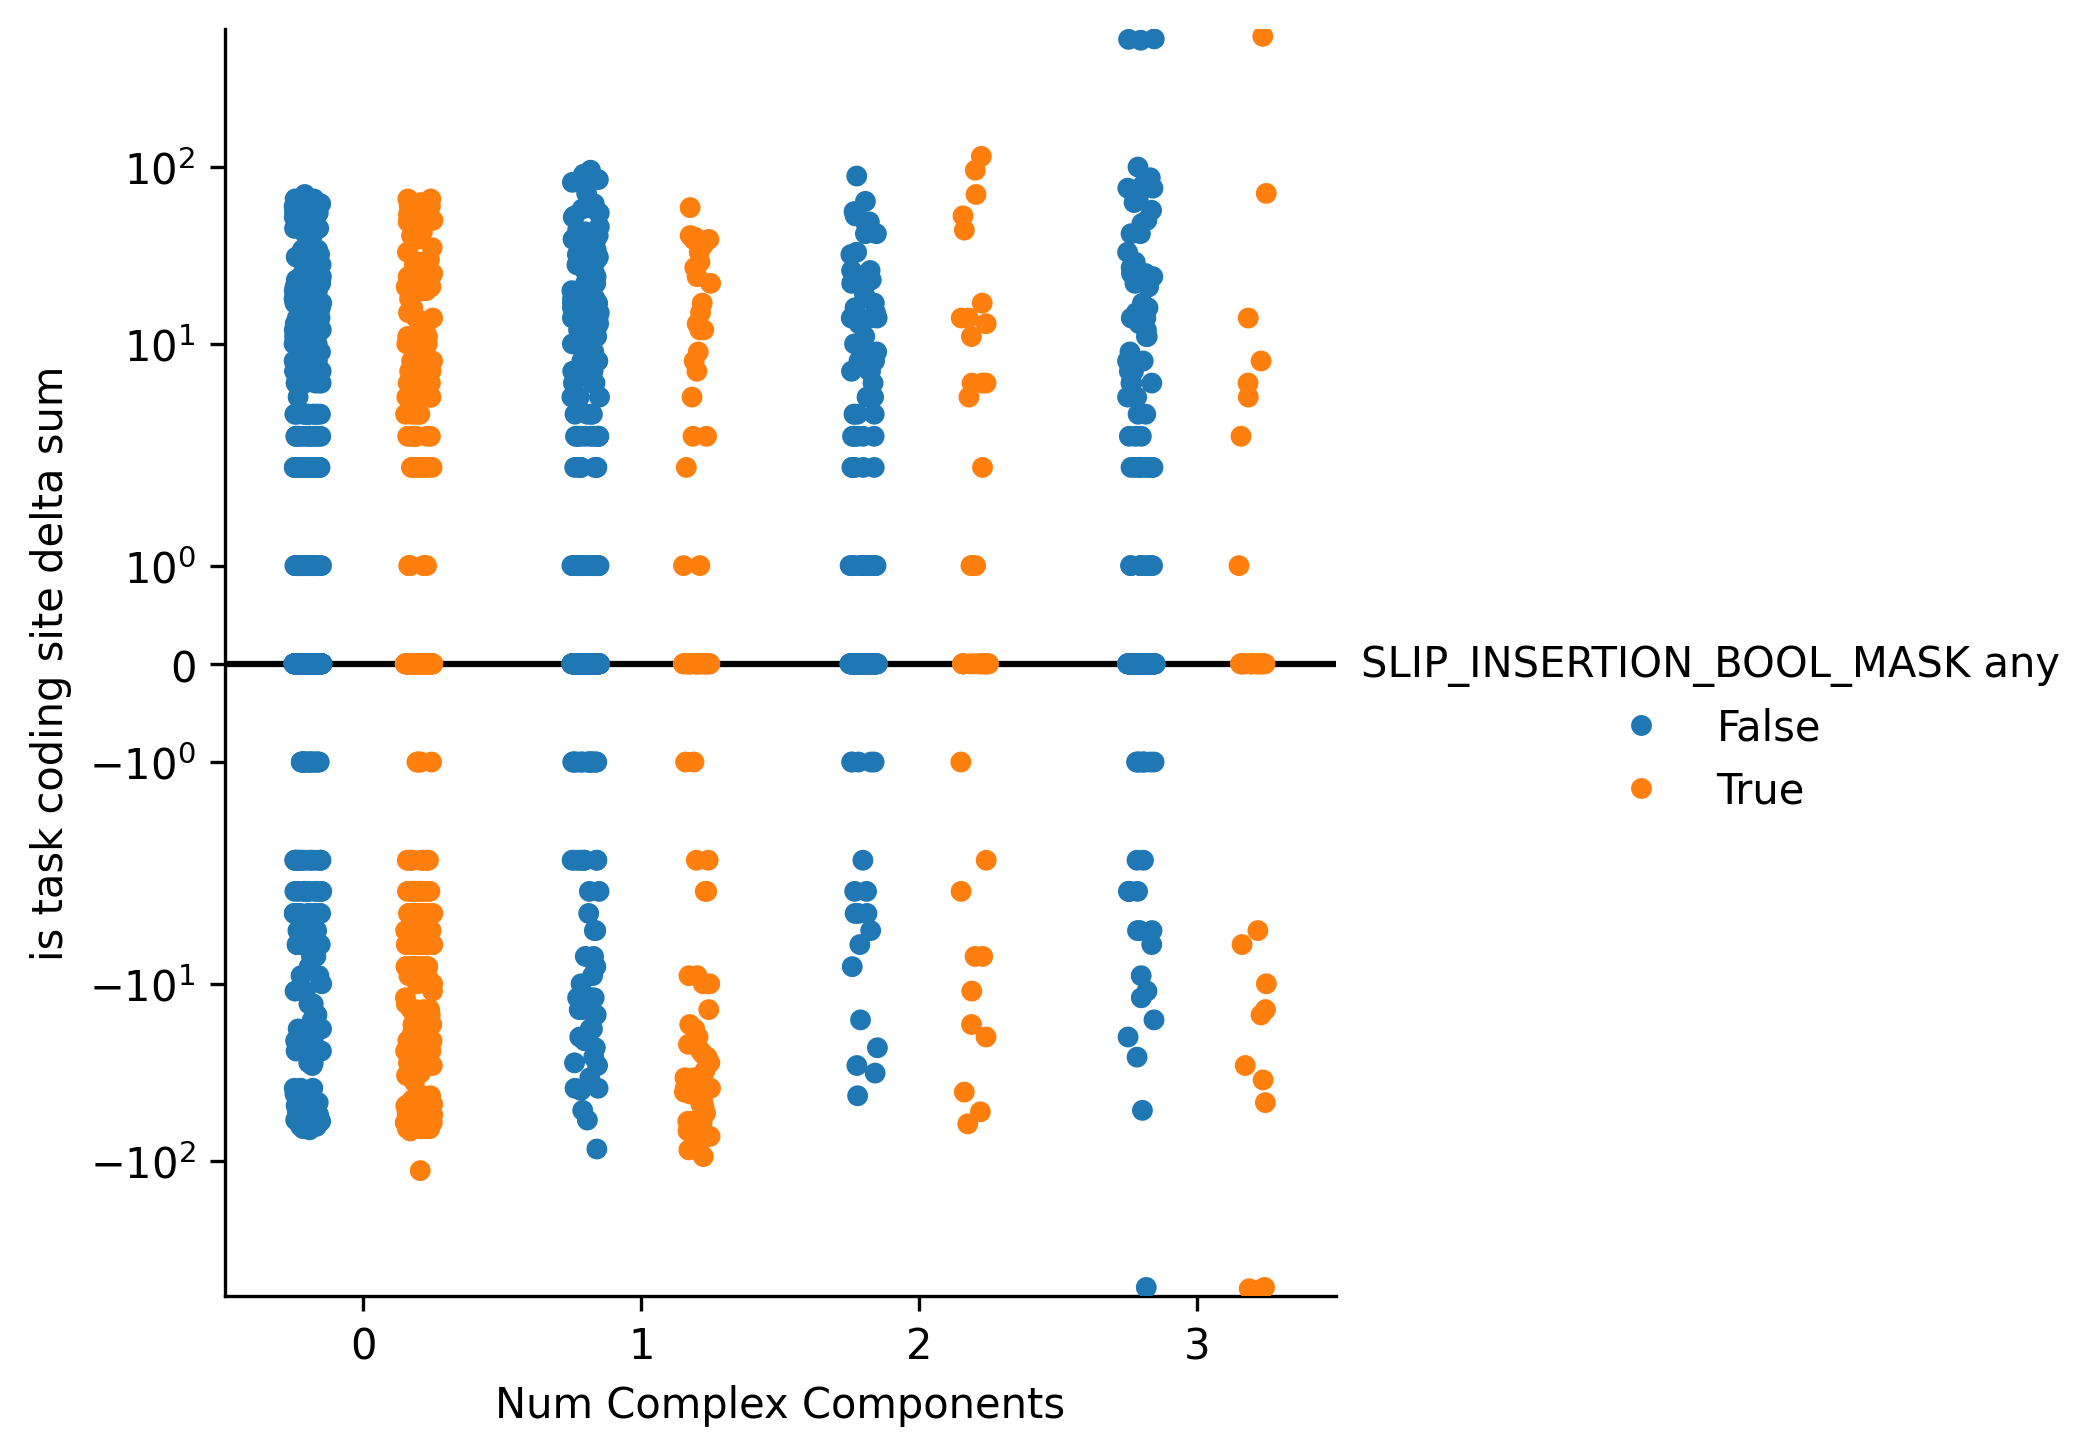 is task coding site delta sum
10²
10¹
10⁰
0
−10⁰
−10¹
−10²
0 1 2 3
Num Complex Components
SLIP_INSERTION_BOOL_MASK any
False
True